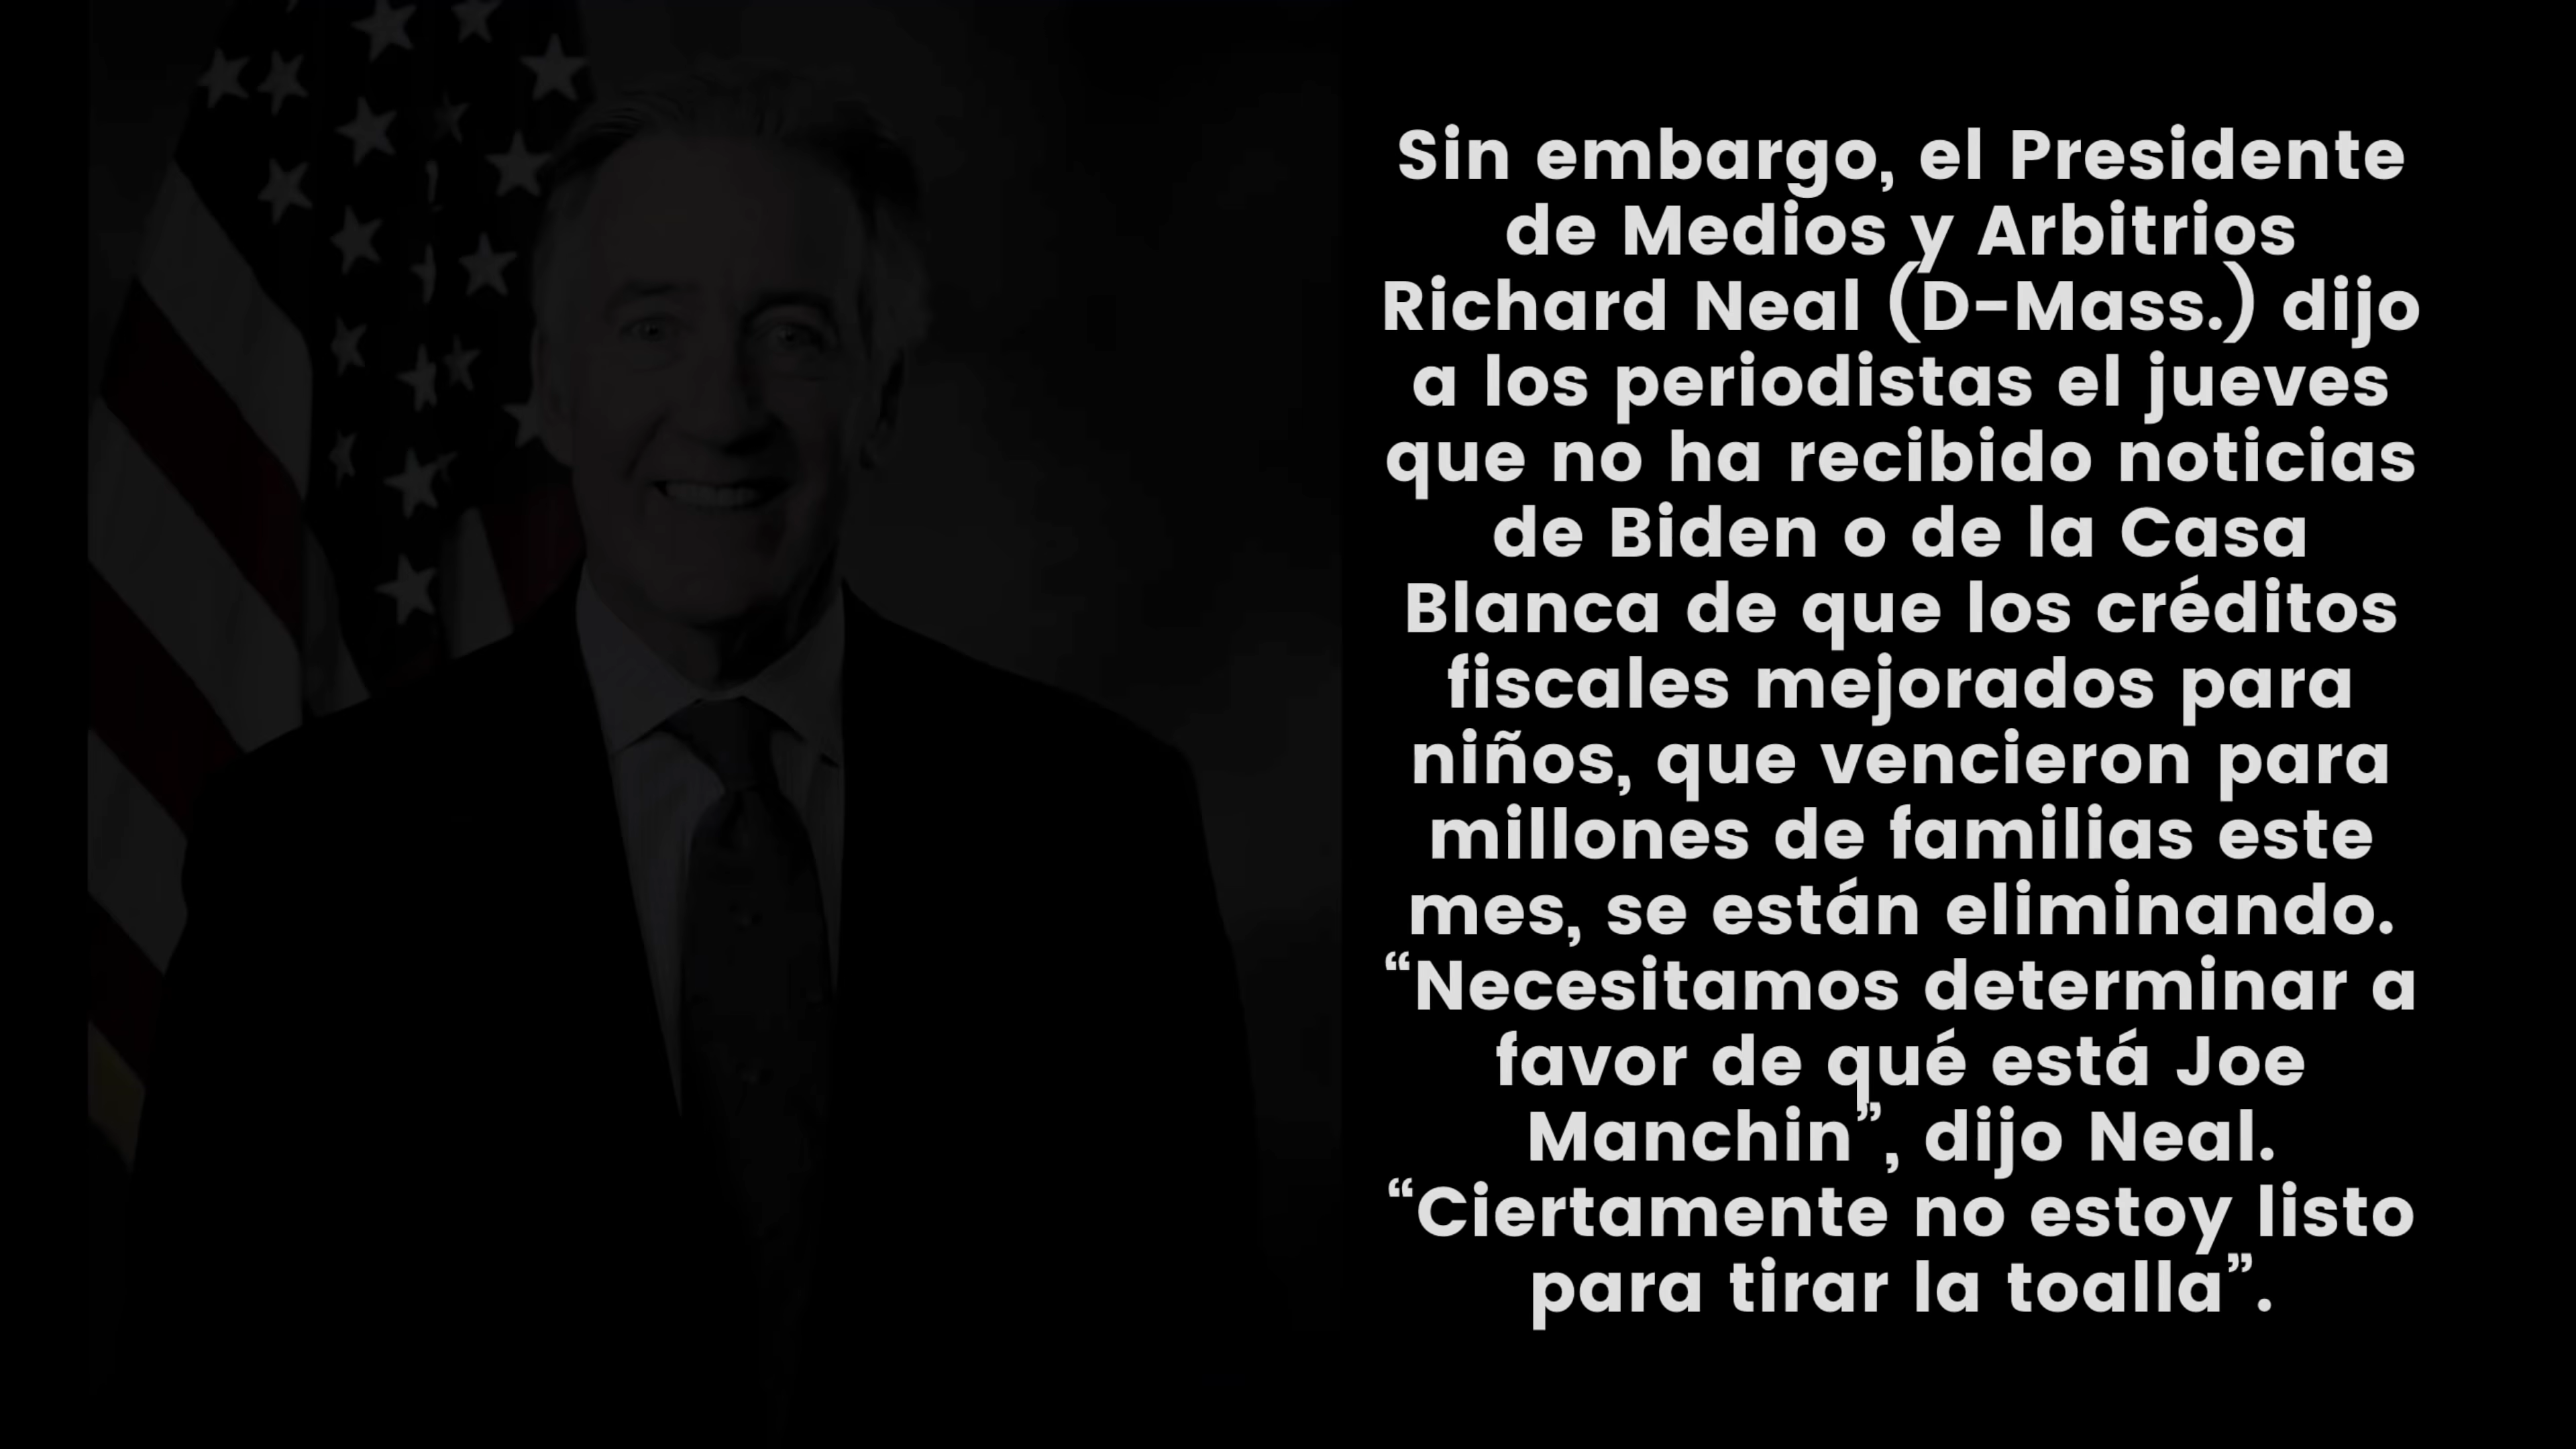 Sin embargo, el Presidente
de Medios y Arbitrios
Richard Neal (D-Mass.) dijo
a los periodistas el jueves
que no ha recibido noticias
de Biden o de la Casa
Blanca de que los créditos
fiscales mejorados para
niños, que vencieron para
millones de familias este
mes, se están eliminando.
“Necesitamos determinar a
favor de qué está Joe
Manchin”, dijo Neal.
“Ciertamente no estoy listo
para tirar la toalla”.